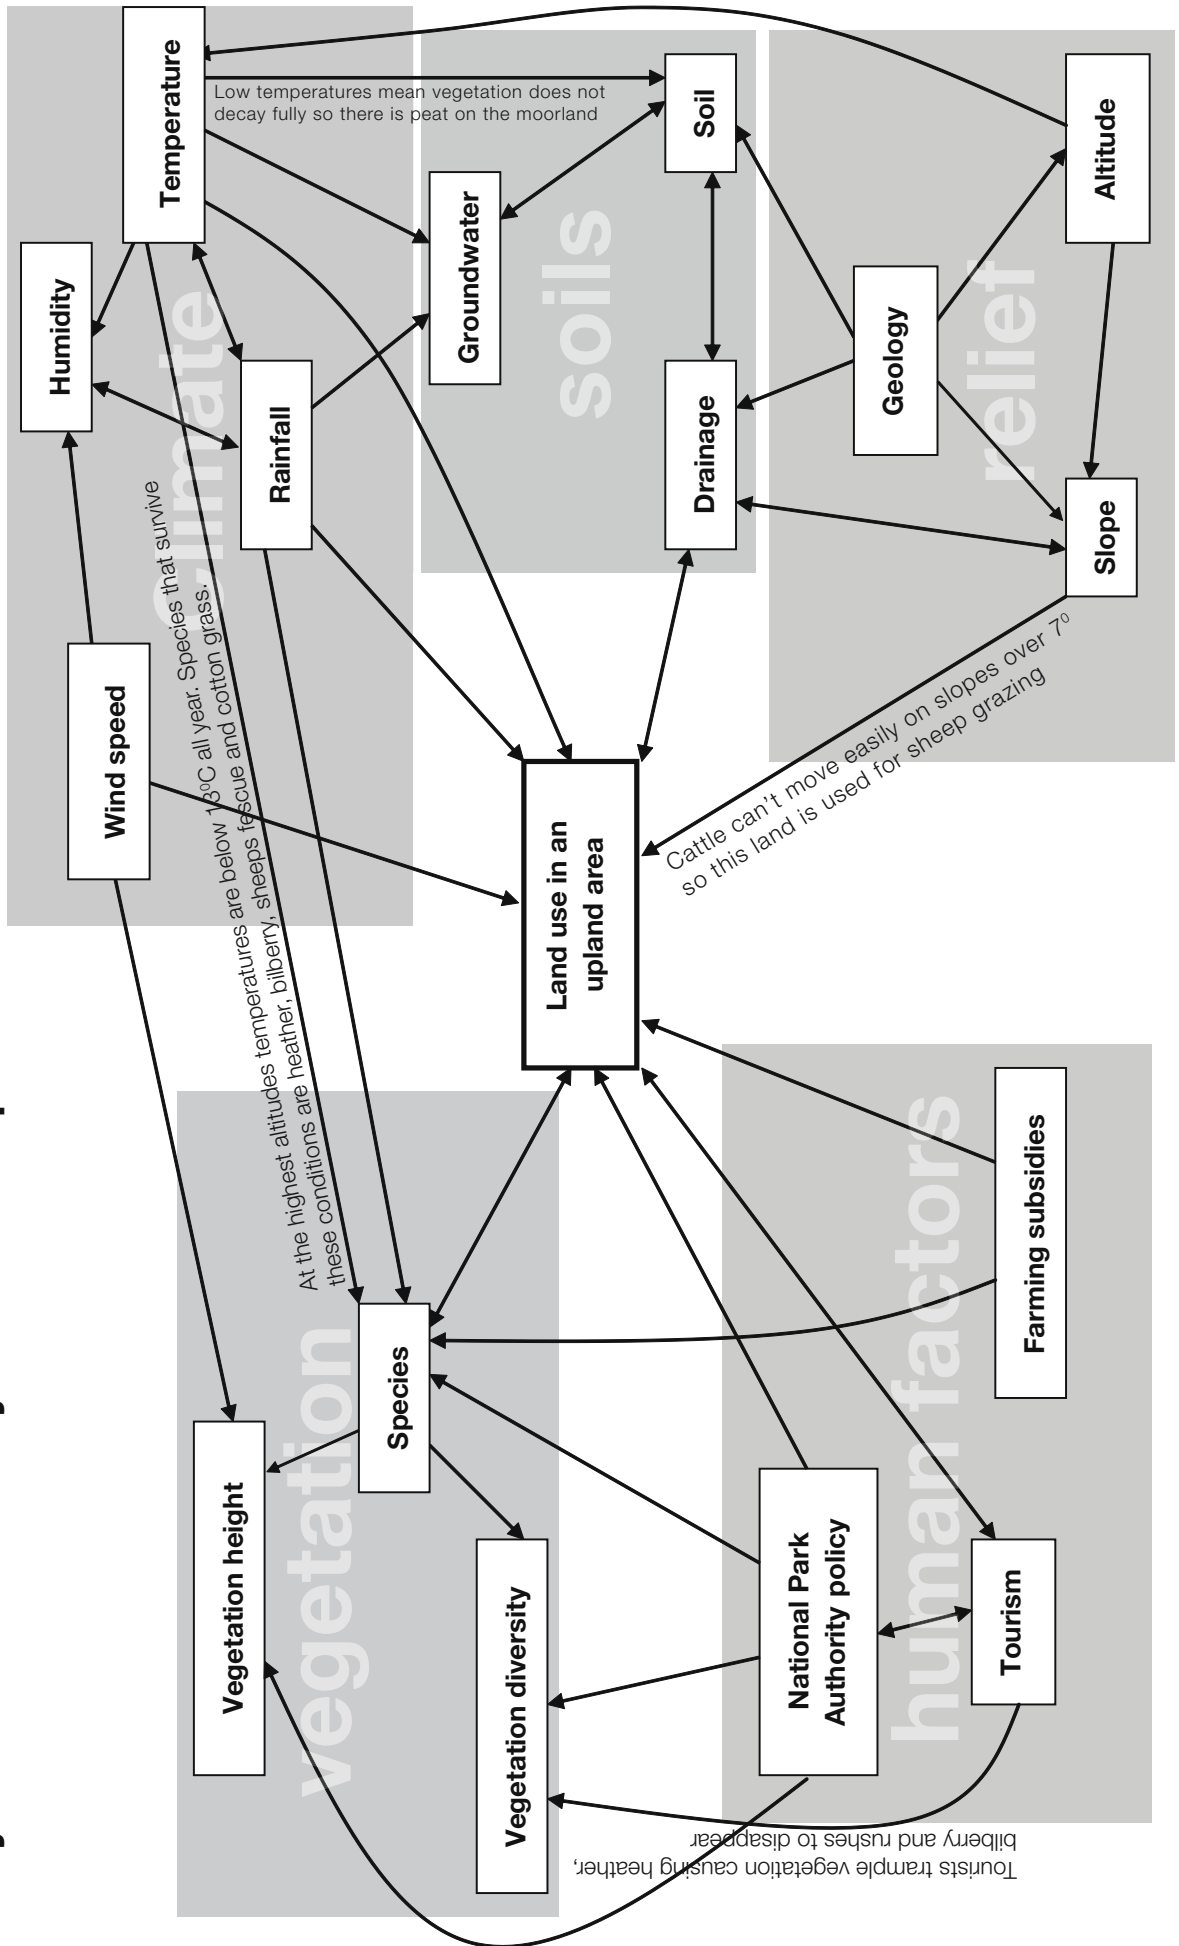 climate
Wind speed
Humidity
Temperature
Rainfall
At the highest altitudes temperatures are below 13⁰C all year. Species that survive
these conditions are heather, bilberry, sheeps fescue and cotton grass.
Low temperatures mean vegetation does not
decay fully so there is peat on the moorland
vegetation
Vegetation height
Species
Vegetation diversity
soils
Groundwater
Drainage
Soil
Land use in an
upland area
Cattle can't move easily on slopes over 7⁰
so this land is used for sheep grazing
relief
Geology
Slope
Altitude
human factors
National Park
Authority policy
Tourism
Farming subsidies
Tourists trample vegetation causing heather,
bilberry and rushes to disappear